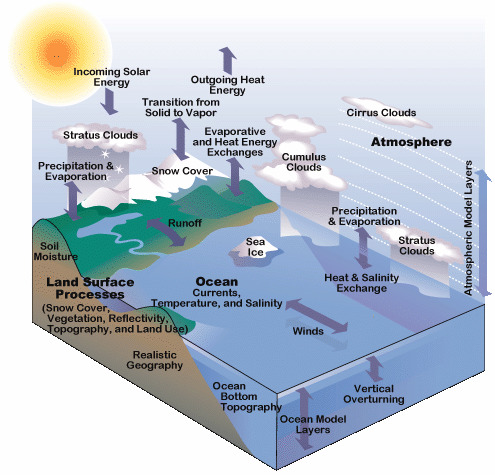 Incoming Solar
Energy
Outgoing Heat
Energy
Transition from
Solid to Vapor
Cirrus Clouds
Stratus Clouds
Evaporative
and Heat Energy
Exchanges
Atmosphere
Precipitation &
Evaporation
Snow Cover
Cumulus
Clouds
Atmospheric Model Layers
Precipitation
& Evaporation
Runoff
Stratus
Clouds
Soil
Moisture
Sea
Ice
Land Surface
Processes
(Snow Cover,
Vegetation, Reflectivity,
Topography, and Land Use)
Ocean
Currents,
Temperature, and Salinity
Heat & Salinity
Exchange
Winds
Realistic
Geography
Ocean
Bottom
Topography
Vertical
Overturning
Ocean Model
Layers